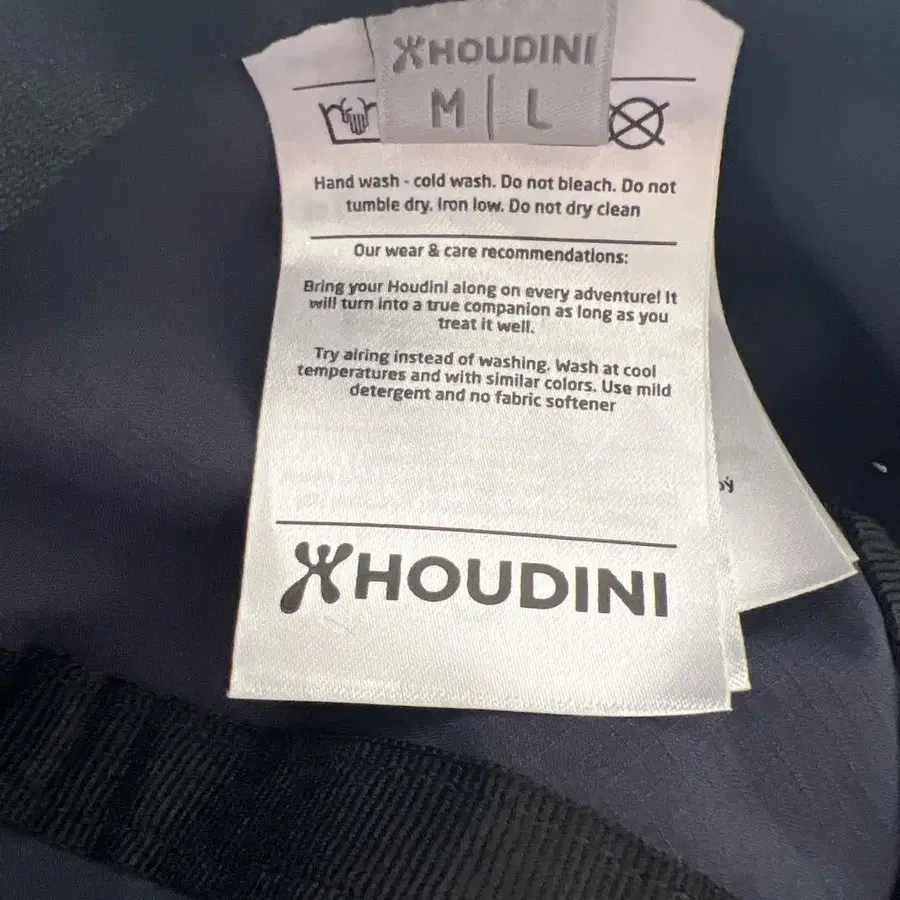 HOUDINI
M | L
Hand wash - cold wash. Do not bleach. Do not
tumble dry. Iron low. Do not dry clean
Our wear & care recommendations:
Bring your Houdini along on every adventure! It
will turn into a true companion as long as you
treat it well.
Try airing instead of washing. Wash at cool
temperatures and with similar colors. Use mild
detergent and no fabric softener
HOUDINI